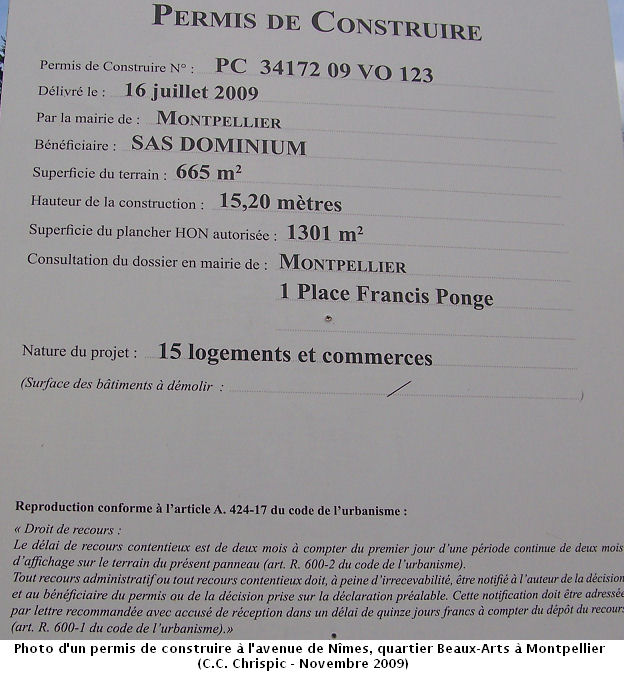 PERMIS DE CONSTRUIRE
Permis de Construire N° : PC 34172 09 VO 123
Délivré le : 16 juillet 2009
Par la mairie de : MONTPELLIER
Bénéficiaire : SAS DOMINIUM
Superficie du terrain : 665 m²
Hauteur de la construction : 15,20 mètres
Superficie du plancher HON autorisée : 1301 m²
Consultation du dossier en mairie de : MONTPELLIER
1 Place Francis Ponge
Nature du projet : 15 logements et commerces
(Surface des bâtiments à démolir : / )
Reproduction conforme à l'article A. 424-17 du code de l'urbanisme :
« Droit de recours :
Le délai de recours contentieux est de deux mois à compter du premier jour d'une période continue de deux mois
d'affichage sur le terrain du présent panneau (art. R. 600-2 du code de l'urbanisme).
Tout recours administratif ou tout recours contentieux doit, à peine d'irrecevabilité, être notifié à l'auteur de la décision
et au bénéficiaire du permis ou de la décision prise sur la déclaration préalable. Cette notification doit être adressée
par lettre recommandée avec accusé de réception dans un délai de quinze jours francs à compter du dépôt du recours
(art. R. 600-1 du code de l'urbanisme).»
Photo d'un permis de construire à l'avenue de Nîmes, quartier Beaux-Arts à Montpellier
(C.C. Chrispic - Novembre 2009)